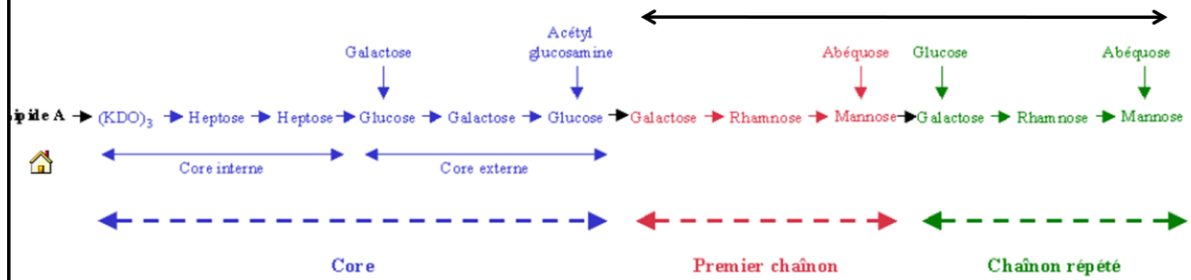 Acétyl
Galactose glucosamine Abéquose Glucose Abéquose
ipide A (KDO)3 Heptose Heptose Glucose Galactose Glucose Galactose Rhamnose Mannose Galactose Rhamnose Mannose
Core interne Core externe
Core Premier chaînon Chaînon répété